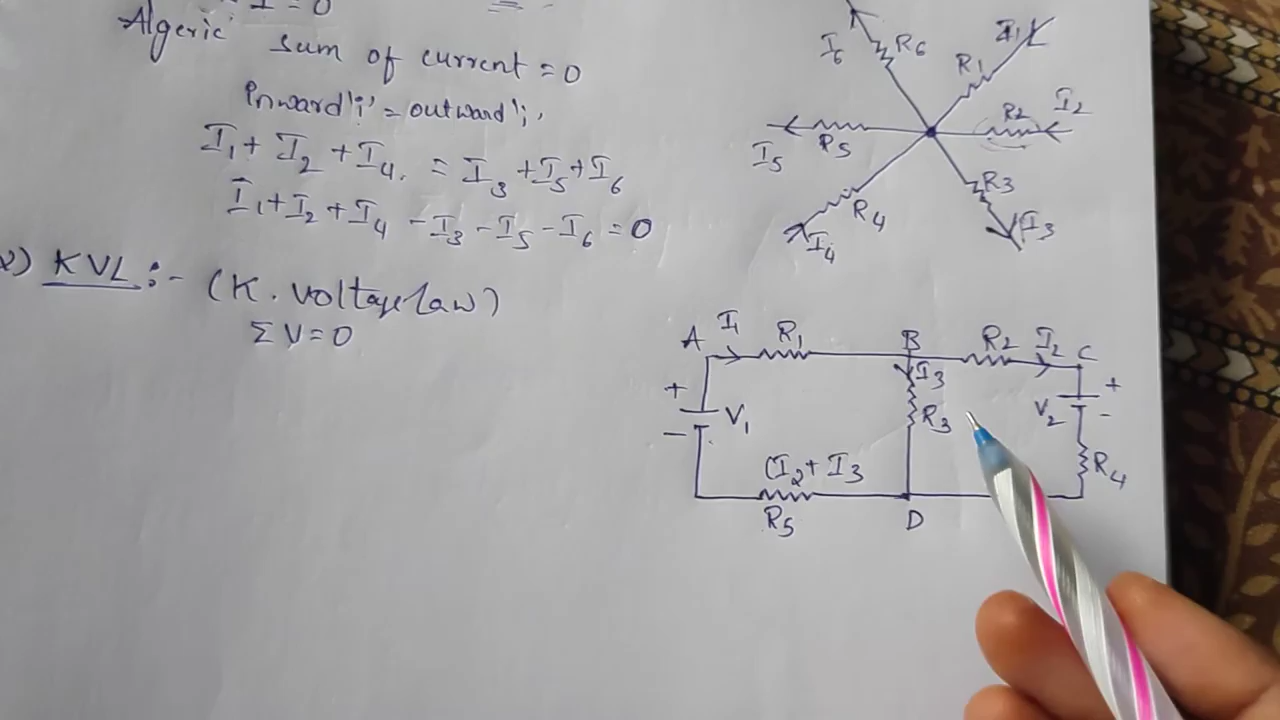 I = 0
Algeric sum of current = 0
Inward 'i' = outward 'i'
I1 + I2 + I4. = I3 + I5 + I6
I1 + I2 + I4 - I3 - I5 - I6 = 0
2) KVL :- (K. voltage law)
Σ V = 0
I6 R6 R1 I1
R2 I2
I5 R5
R3
R4
I4 I3
A I1 R1 B R2 I2 C
+ I3 +
V1 R3 V2 -
-
(I2 + I3 R4
R5 D